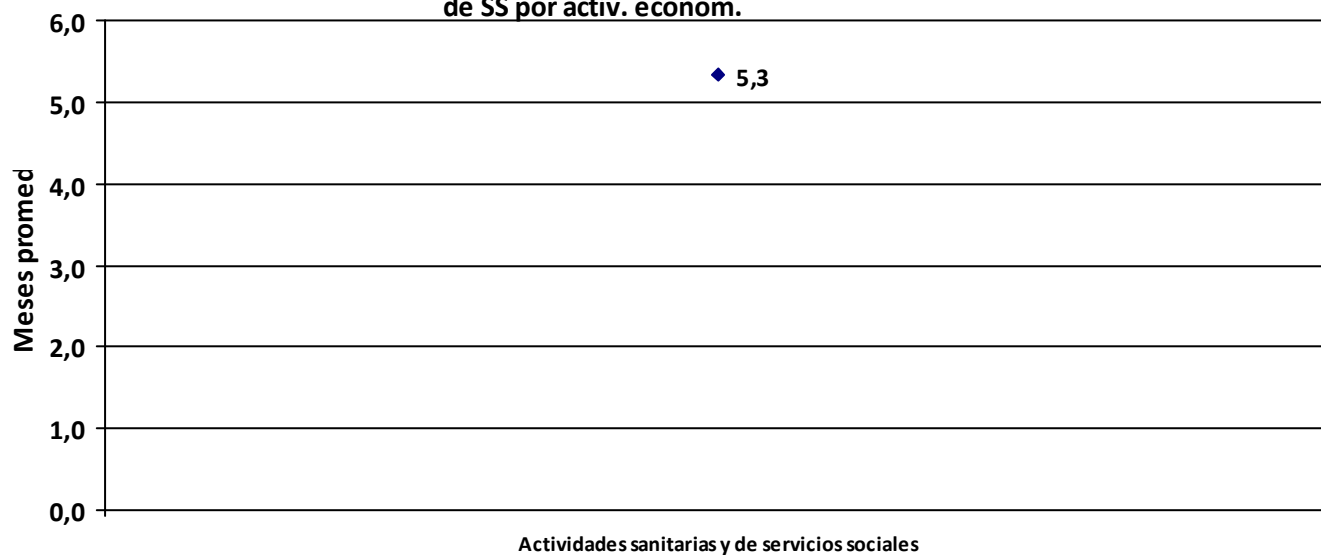 de SS por activ. económ.
6,0
5,3
5,0
4,0
3,0
2,0
1,0
0,0
Meses promed
Actividades sanitarias y de servicios sociales